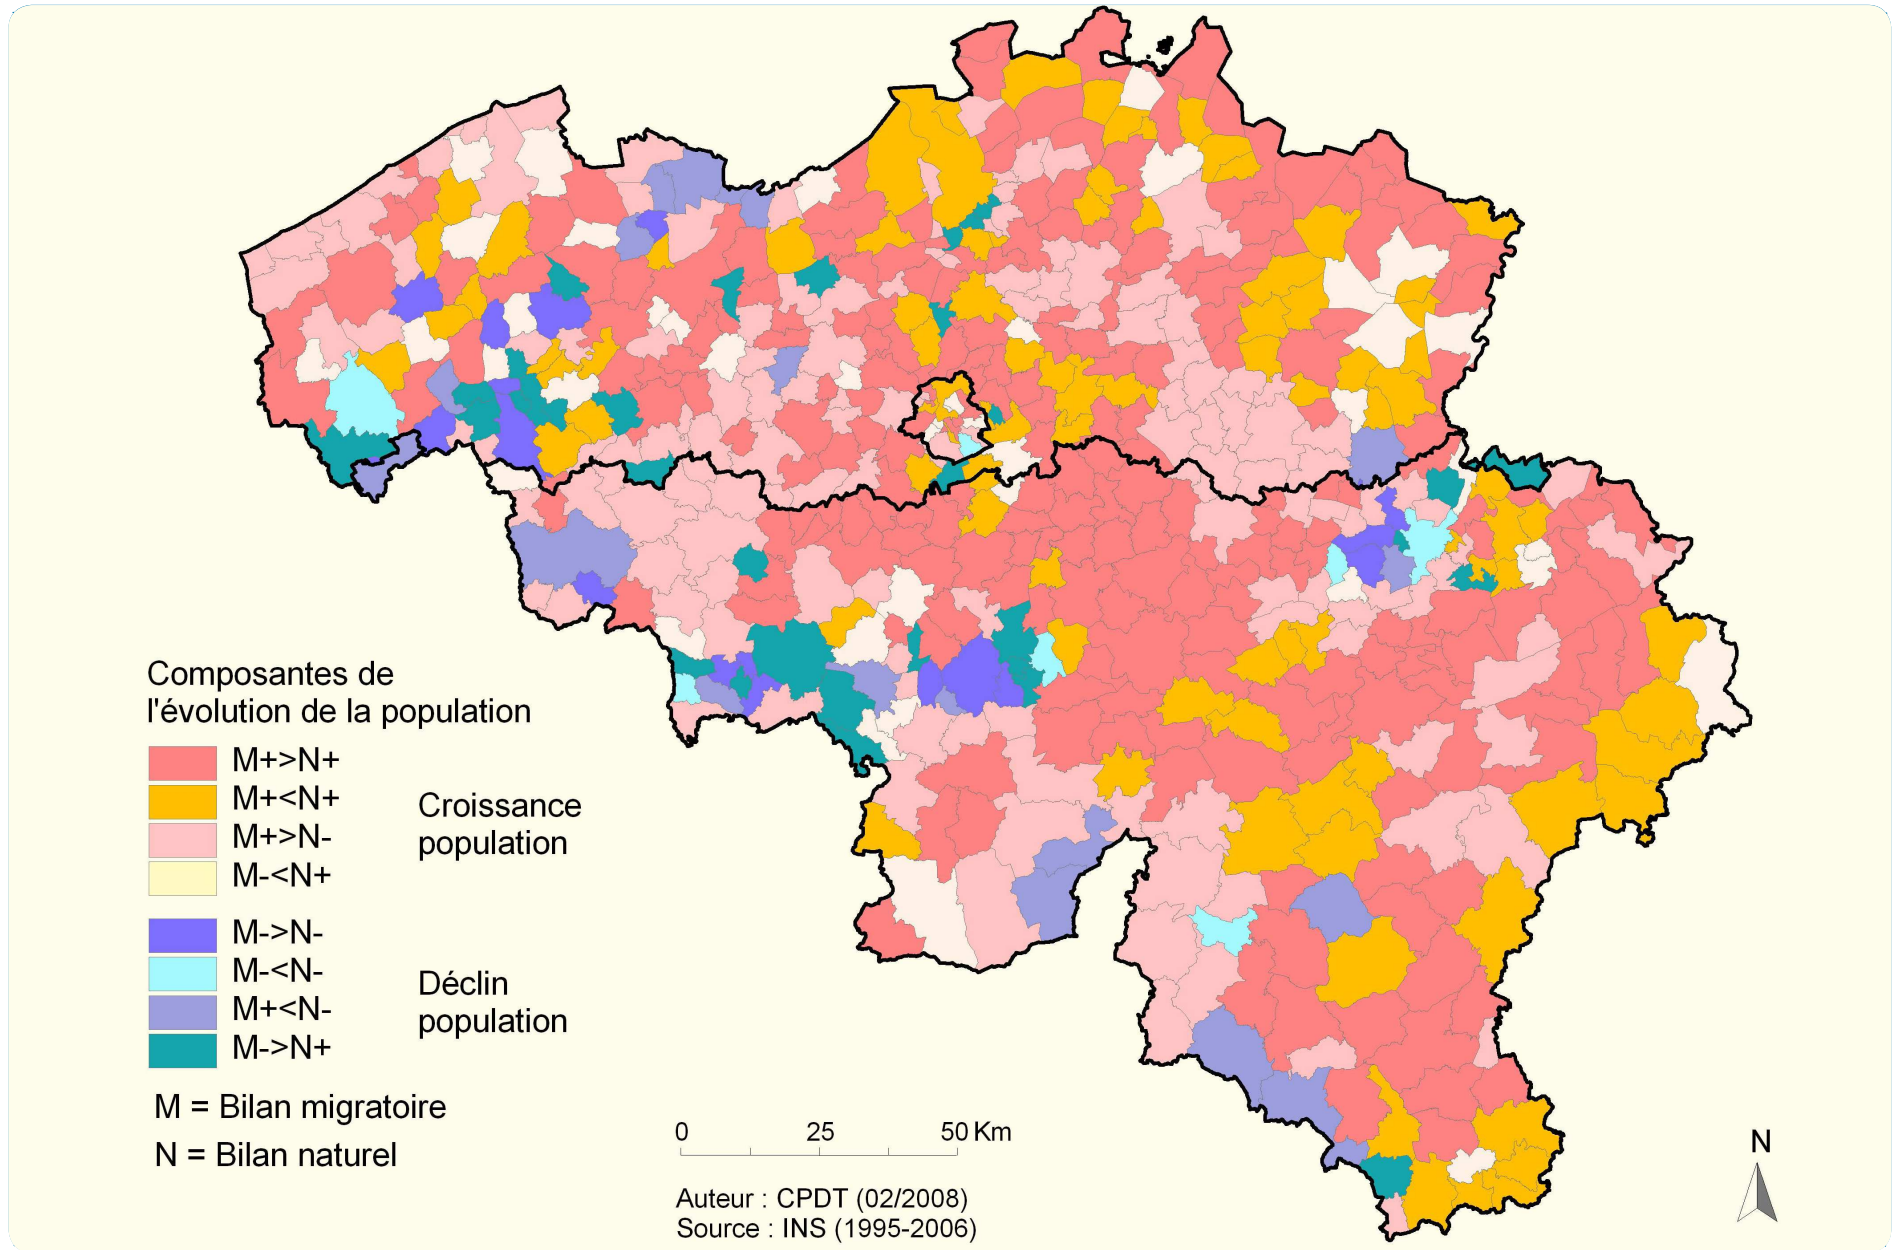 Composantes de
l'évolution de la population
M+>N+
M+<N+
M+>N-
M-<N+
Croissance
population
M->N-
M-<N-
M+<N-
M->N+
Déclin
population
M = Bilan migratoire
N = Bilan naturel
0 25 50 Km
Auteur : CPDT (02/2008)
Source : INS (1995-2006)
N